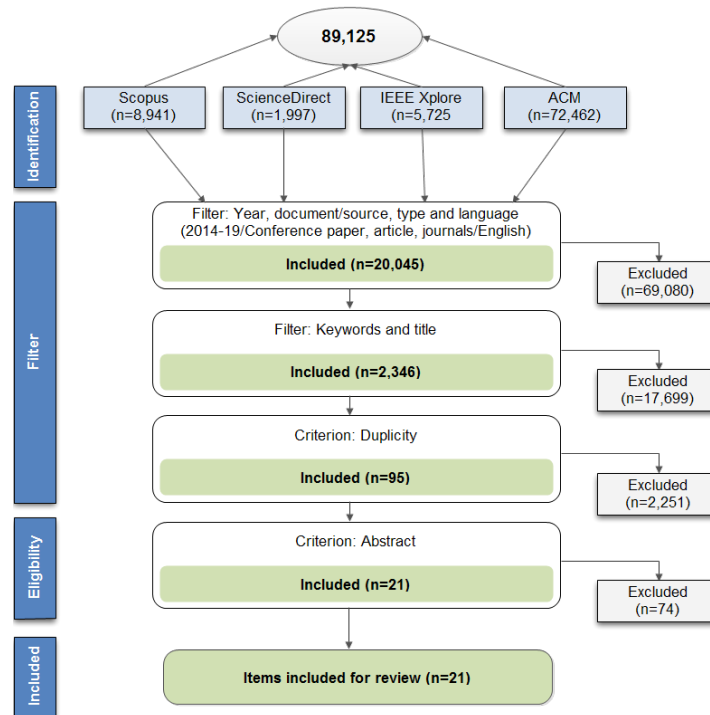 89,125
Identification
Scopus
(n=8,941)
ScienceDirect
(n=1,997)
IEEE Xplore
(n=5,725
ACM
(n=72,462)
Filter
Filter: Year, document/source, type and language
(2014-19/Conference paper, article, journals/English)
Included (n=20,045)
Excluded
(n=69,080)
Filter: Keywords and title
Included (n=2,346)
Excluded
(n=17,699)
Criterion: Duplicity
Included (n=95)
Excluded
(n=2,251)
Eligibility
Criterion: Abstract
Included (n=21)
Excluded
(n=74)
Included
Items included for review (n=21)